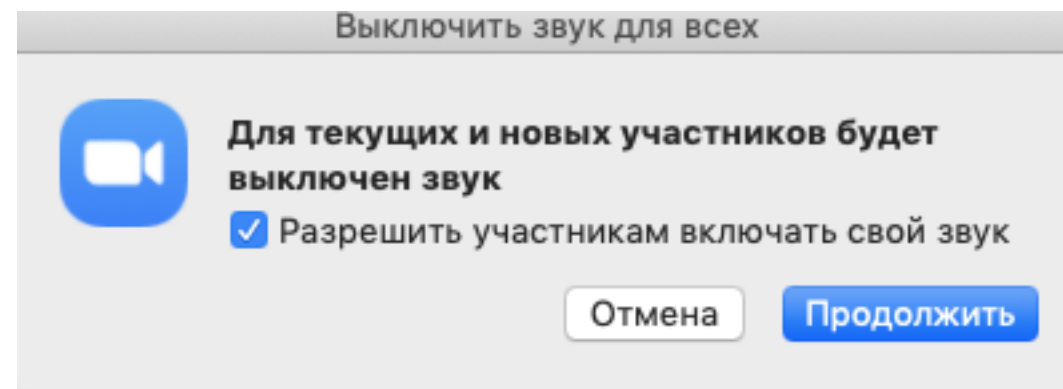 Выключить звук для всех
Для текущих и новых участников будет
выключен звук
Разрешить участникам включать свой звук
Отмена
Продолжить